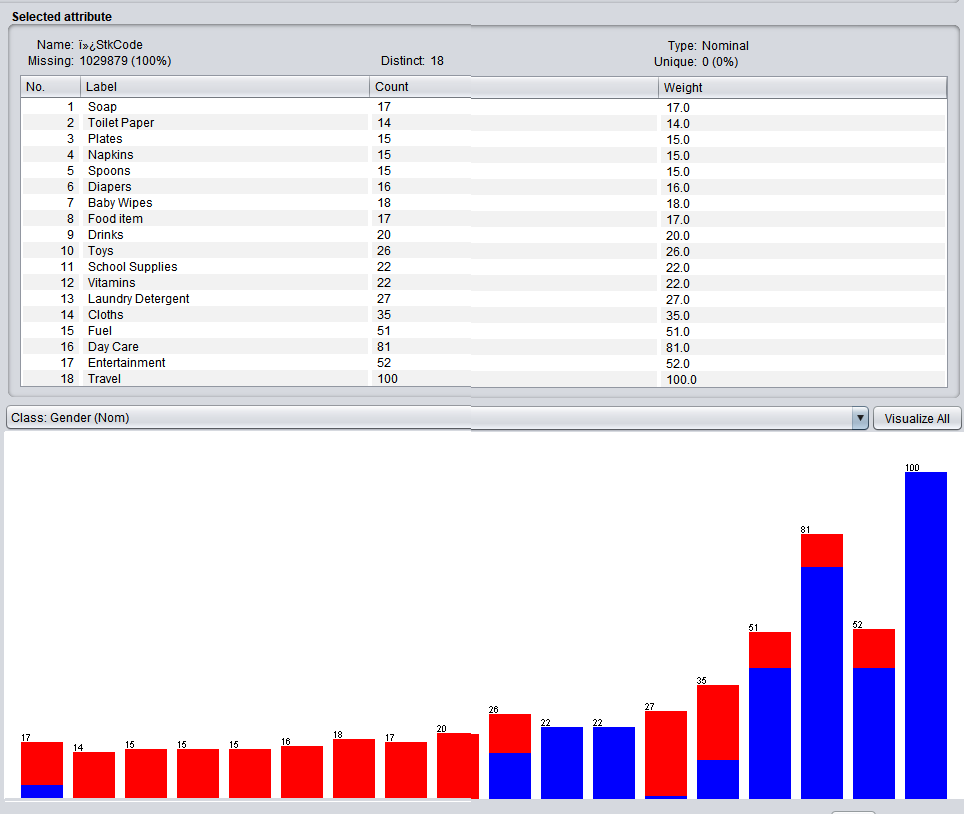 Selected attribute
Name: ï»¿StkCode Type: Nominal
Missing: 1029879 (100%) Distinct: 18 Unique: 0 (0%)
No. Label Count Weight
1 Soap 17 17.0
2 Toilet Paper 14 14.0
3 Plates 15 15.0
4 Napkins 15 15.0
5 Spoons 15 15.0
6 Diapers 16 16.0
7 Baby Wipes 18 18.0
8 Food item 17 17.0
9 Drinks 20 20.0
10 Toys 26 26.0
11 School Supplies 22 22.0
12 Vitamins 22 22.0
13 Laundry Detergent 27 27.0
14 Cloths 35 35.0
15 Fuel 51 51.0
16 Day Care 81 81.0
17 Entertainment 52 52.0
18 Travel 100 100.0
Class: Gender (Nom) Visualize All
17 14 15 15 15 16 18 17 20 26 22 22 27 35 51 81 52 100